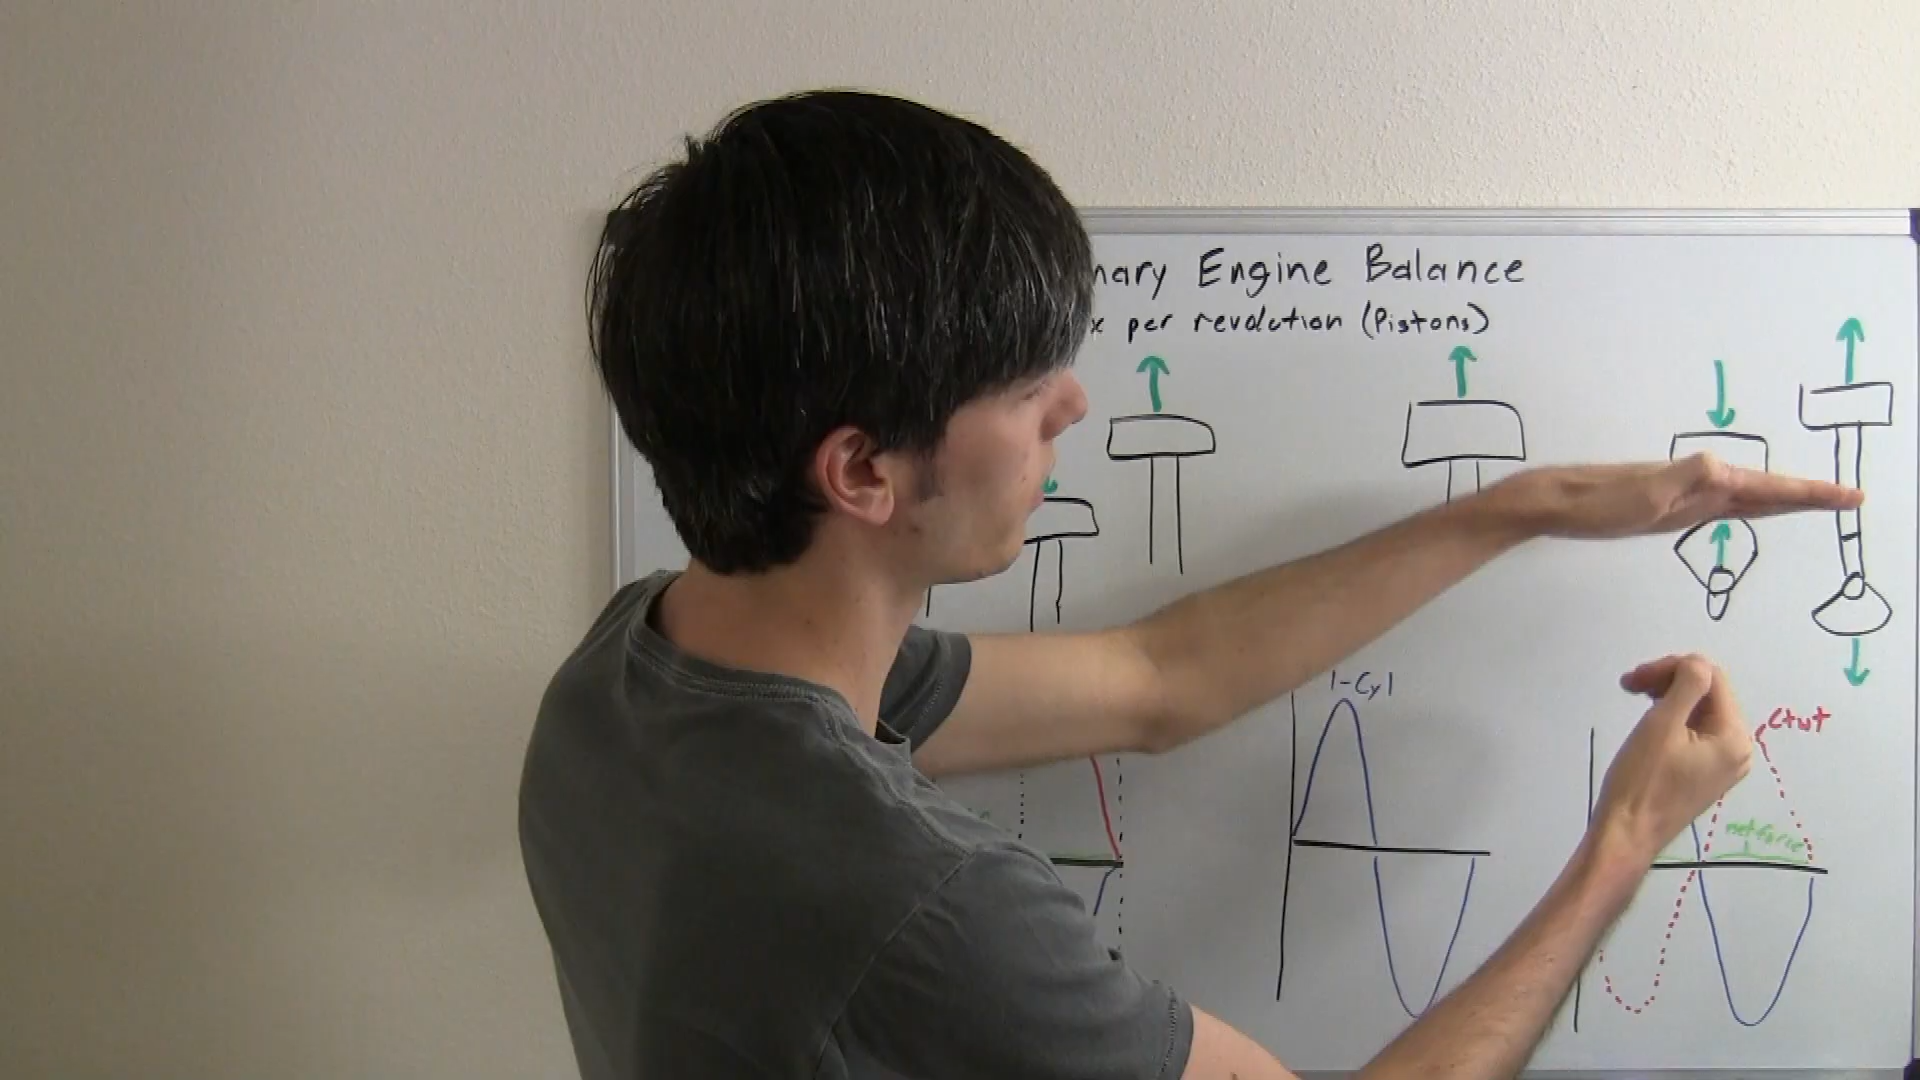 nary Engine Balance
x per revolution (Pistons)
1-Cyl
Ctwt
net force